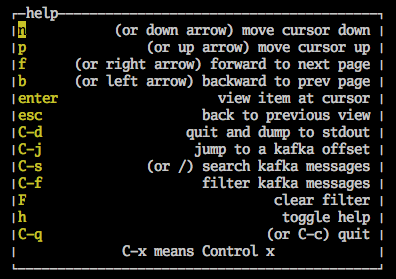 help
n (or down arrow) move cursor down
p (or up arrow) move cursor up
f (or right arrow) forward to next page
b (or left arrow) backward to prev page
enter view item at cursor
esc back to previous view
C-d quit and dump to stdout
C-j jump to a kafka offset
C-s (or /) search kafka messages
C-f filter kafka messages
F clear filter
h toggle help
C-q (or C-c) quit
C-x means Control x